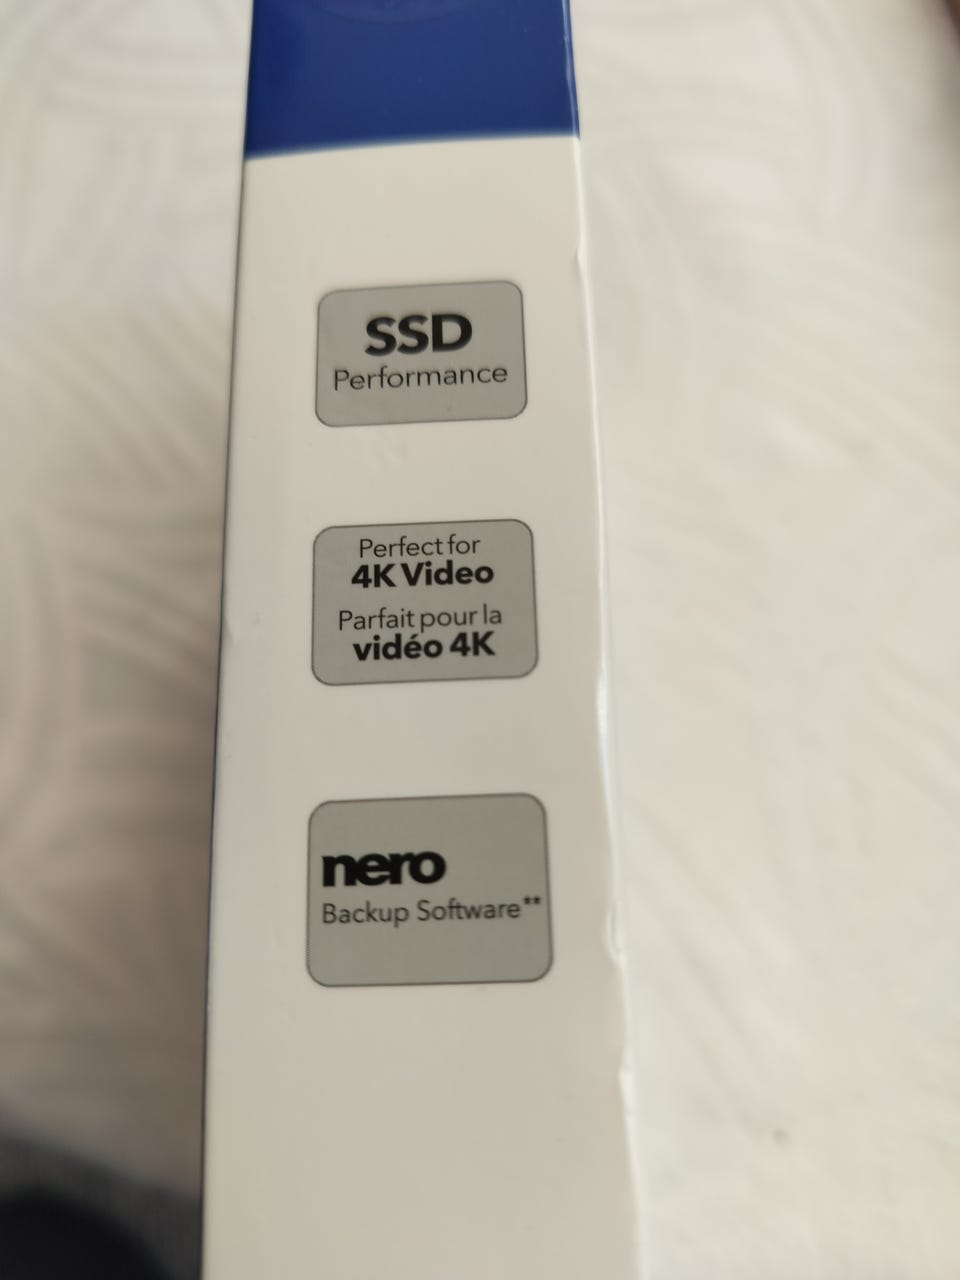 SSD
Performance
Perfect for
4K Video
Parfait pour la
vidéo 4K
nero
Backup Software**